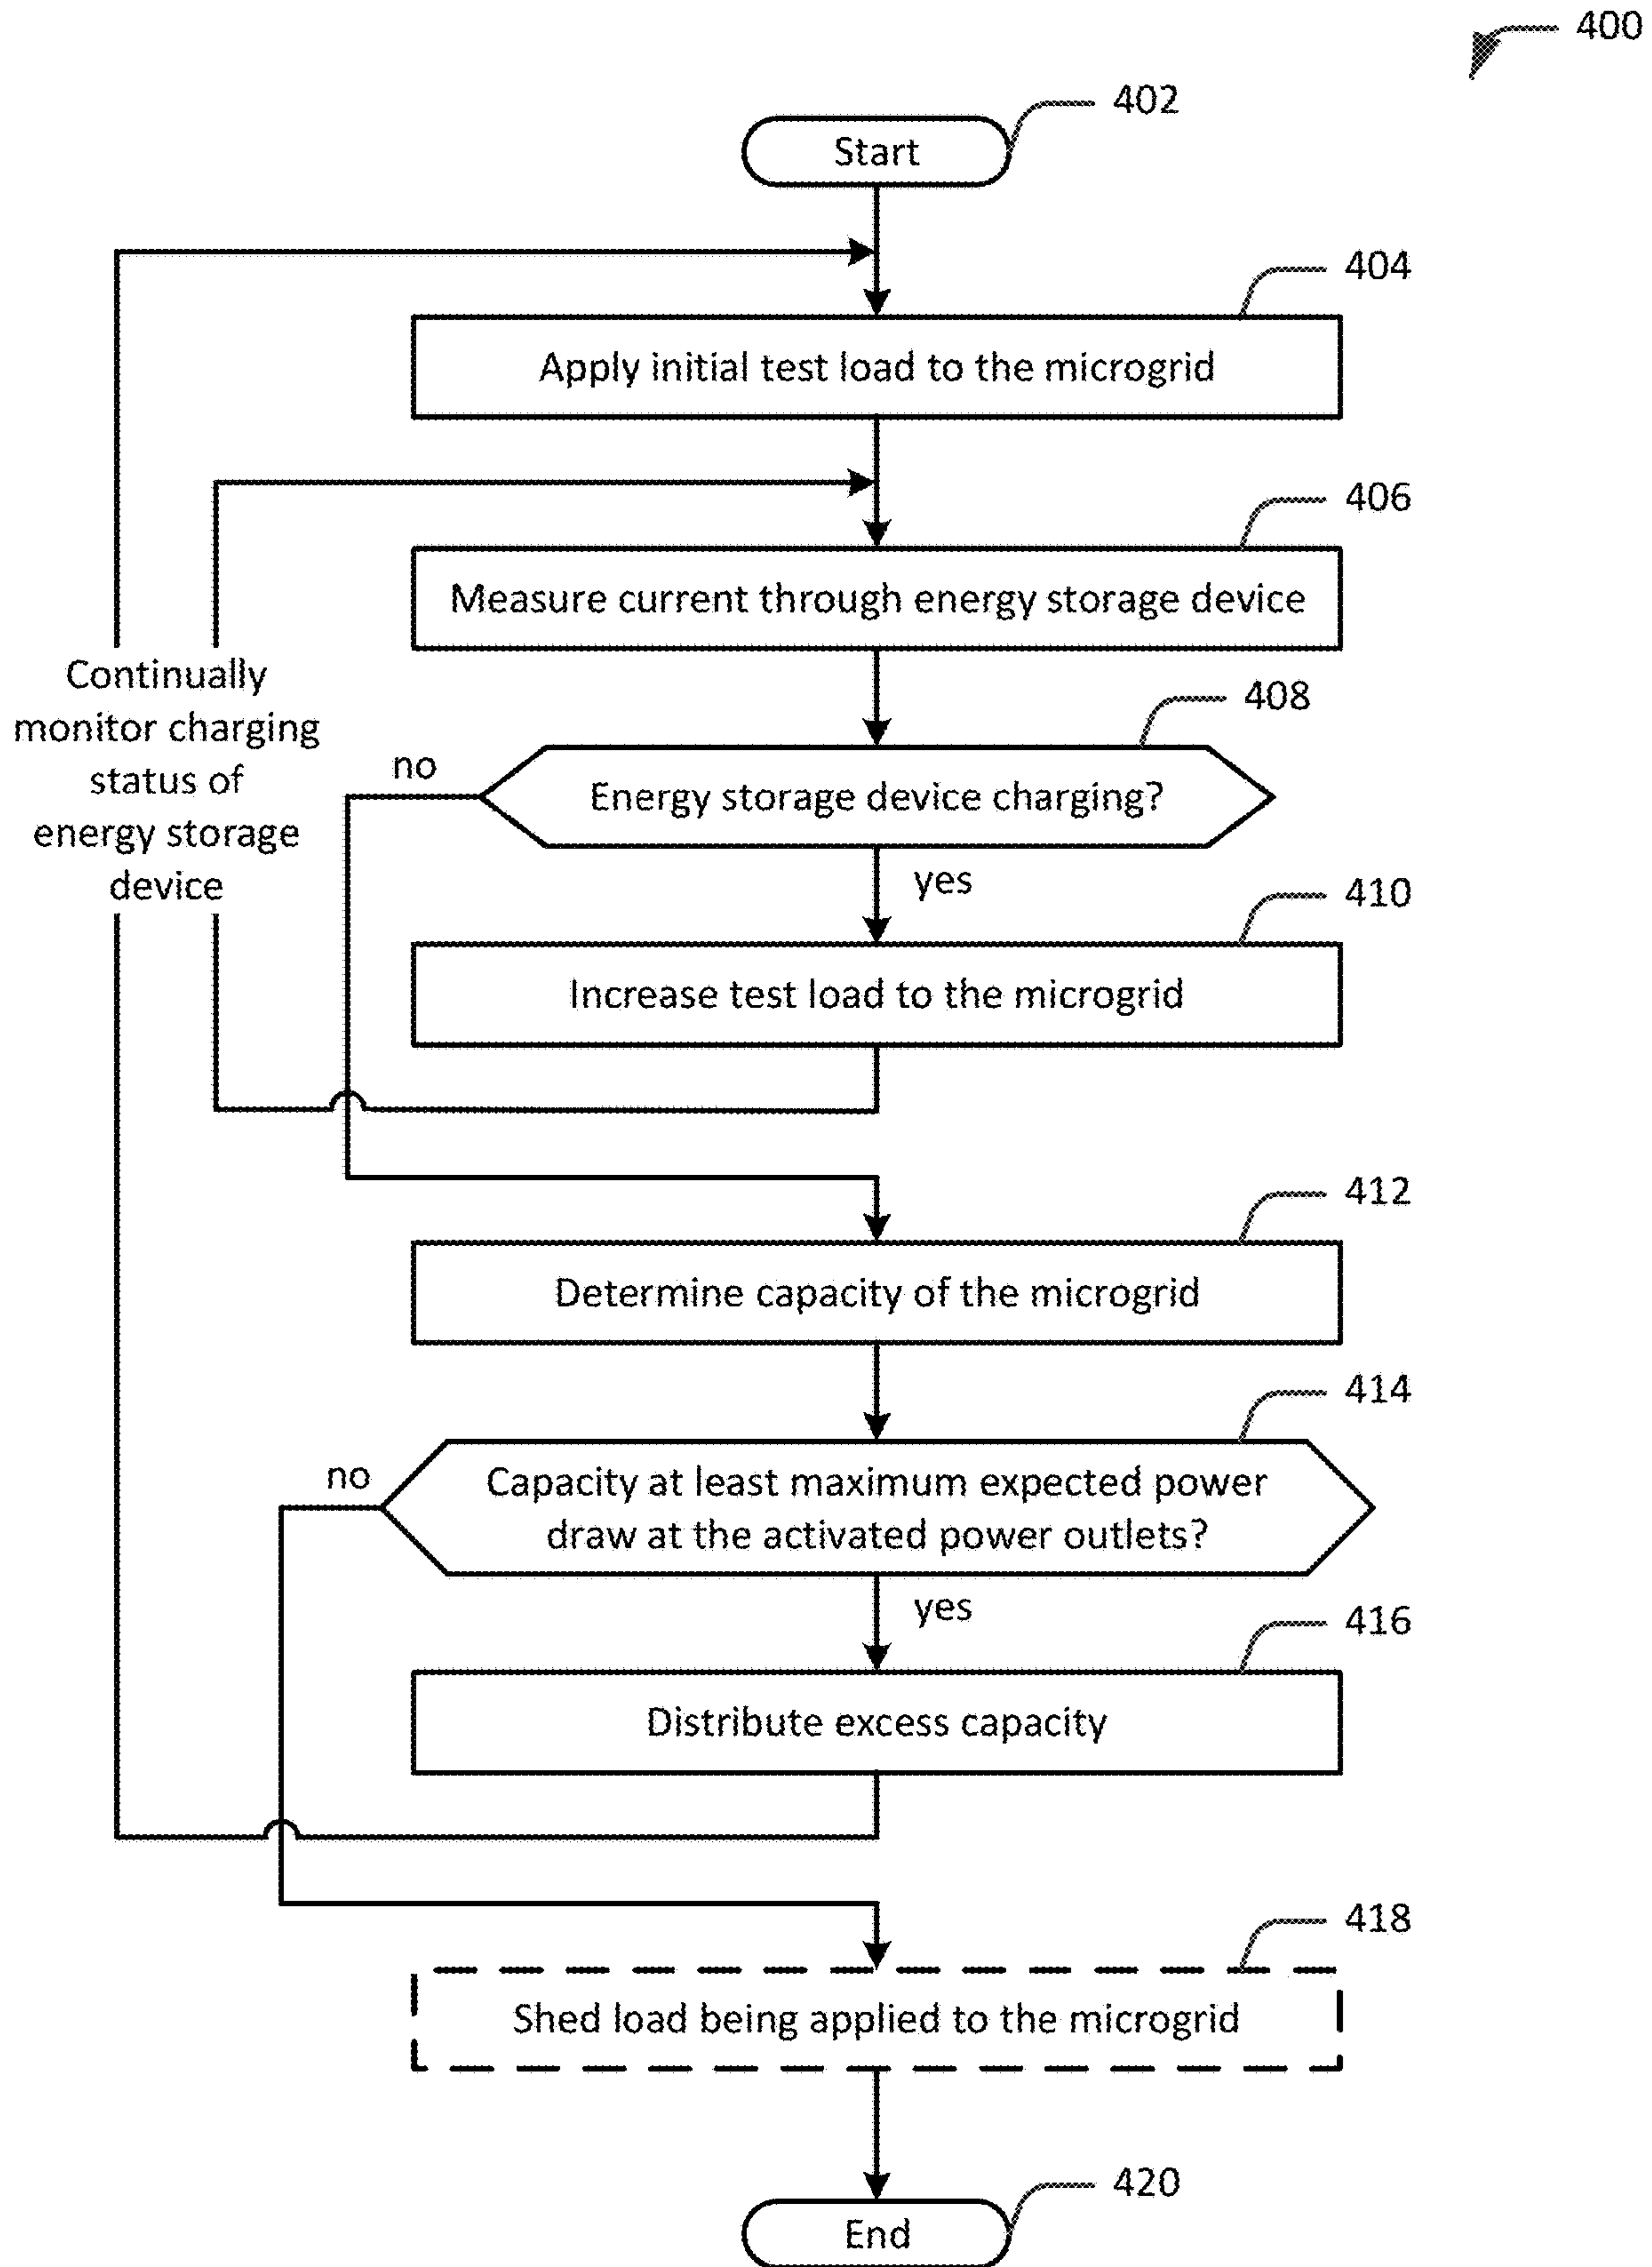 400
402
Start
404
Apply initial test load to the microgrid
406
Measure current through energy storage device
Continually
monitor charging
status of
energy storage
device
408
no
Energy storage device charging?
yes
410
Increase test load to the microgrid
412
Determine capacity of the microgrid
414
no
Capacity at least maximum expected power
draw at the activated power outlets?
yes
416
Distribute excess capacity
418
Shed load being applied to the microgrid
420
End